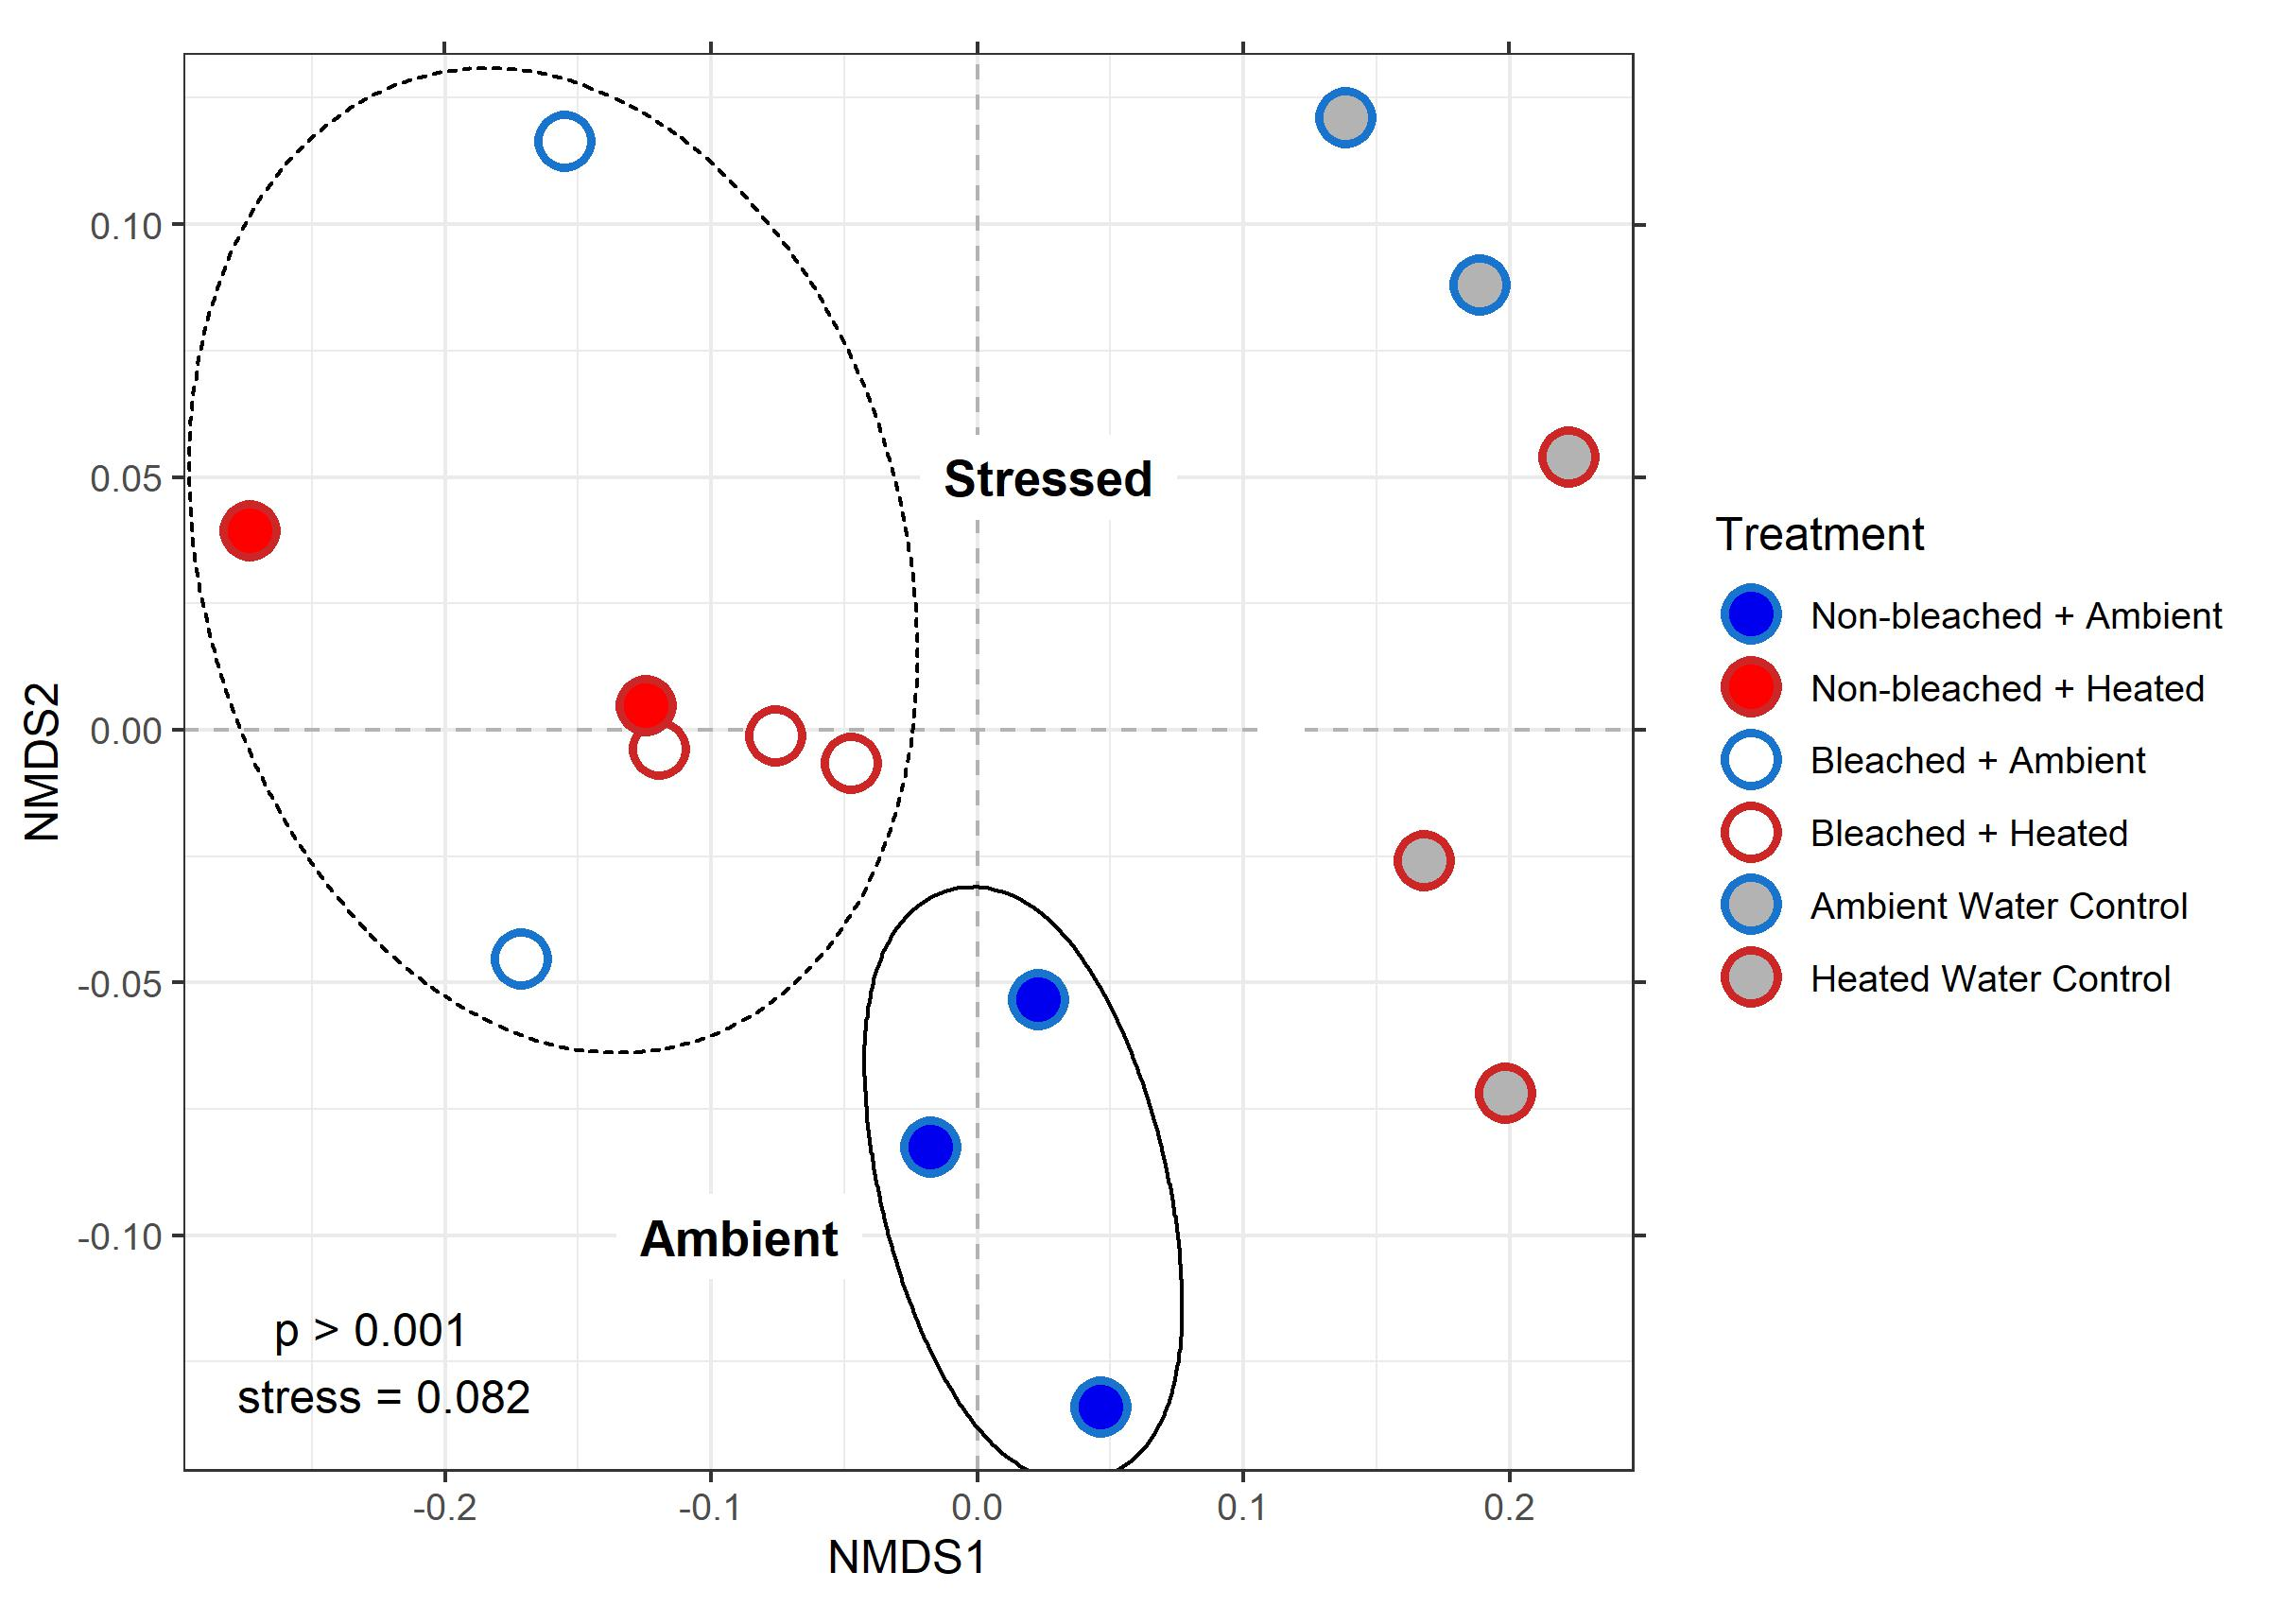 0.10
0.05
0.00
-0.05
-0.10
NMDS2
Stressed
Ambient
p > 0.001
stress = 0.082
-0.2
-0.1
0.0
0.1
0.2
NMDS1
Treatment
Non-bleached + Ambient
Non-bleached + Heated
Bleached + Ambient
Bleached + Heated
Ambient Water Control
Heated Water Control